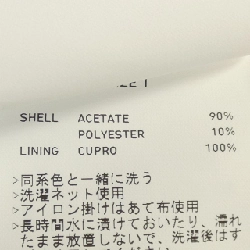 SHELL ACETATE 90%
POLYESTER 10%
LINING CUPRO 100%
>同系色と一緒に洗う
>洗濯ネット使用
>アイロン掛けはあて布使用
>長時間水に漬けておいたり、濡れ
たまま放置しないで、洗濯後はす